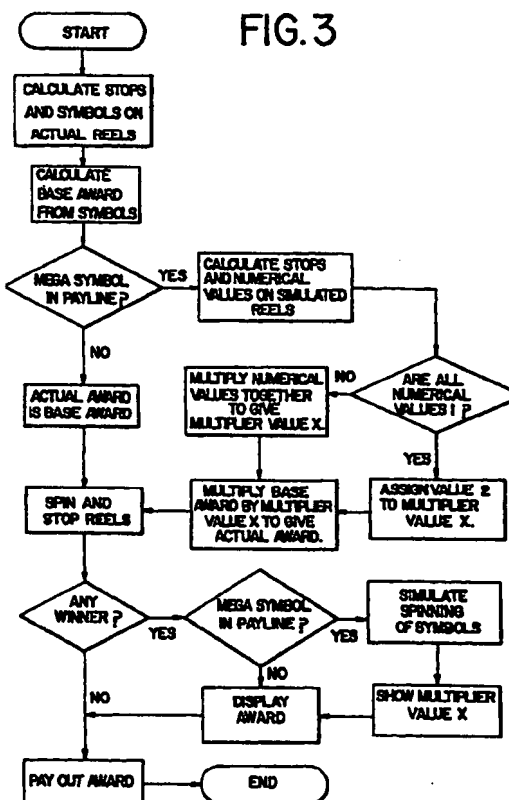 FIG. 3
START
CALCULATE STOPS
AND SYMBOLS ON
ACTUAL REELS
CALCULATE
BASE AWARD
FROM SYMBOLS
MEGA SYMBOL
IN PAYLINE?
YES
CALCULATE STOPS
AND NUMERICAL
VALUES ON SIMULATED
REELS
NO
ARE ALL
NUMERICAL
VALUES 1?
NO
MULTIPLY NUMERICAL
VALUES TOGETHER
TO GIVE
MULTIPLIER VALUE X.
ACTUAL AWARD
IS BASE AWARD
YES
ASSIGN VALUE 2
TO MULTIPLIER
VALUE X.
MULTIPLY BASE
AWARD BY MULTIPLIER
VALUE X TO GIVE
ACTUAL AWARD.
SPIN AND
STOP REELS
ANY
WINNER?
YES
MEGA SYMBOL
IN PAYLINE?
YES
SIMULATE
SPINNING
OF SYMBOLS
NO
NO
DISPLAY
AWARD
SHOW MULTIPLIER
VALUE X
PAY OUT AWARD
END